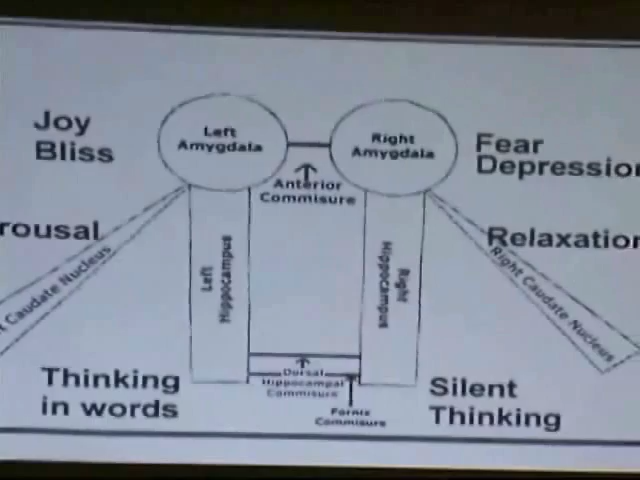 Joy
Bliss
Left
Amygdala
Right
Amygdala
Fear
Depression
Anterior
Commisure
rousal
Relaxation
t Caudate Nucleus
Left
Hippocampus
Right
Hippocampus
Right Caudate Nucleus
Thinking
in words
Dorsal
Hippocampal
Commisure
Fornix
Commisure
Silent
Thinking